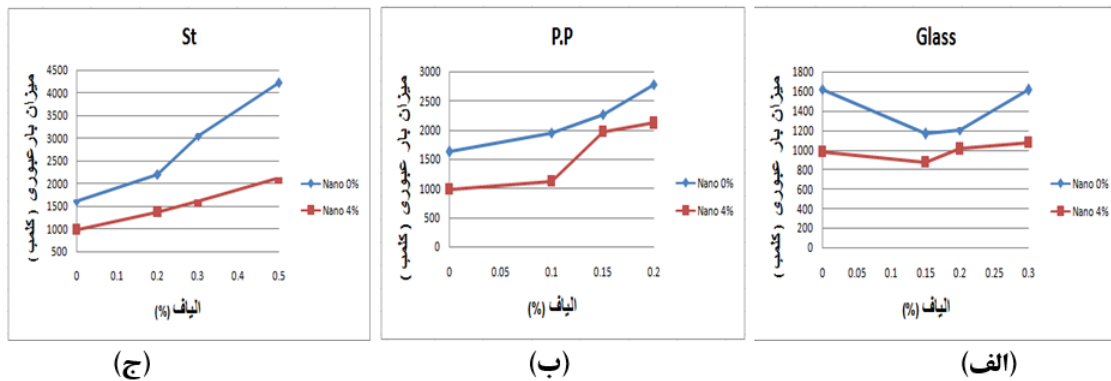 St
میزان بار عبوری (کلمب)
4500
4000
3500
3000
2500
2000
1500
1000
500
0 0.1 0.2 0.3 0.4 0.5
الیاف (%)
Nano 0%
Nano 4%
(ج)
P.P
میزان بار عبوری (کلمب)
3000
2500
2000
1500
1000
500
0
0 0.05 0.1 0.15 0.2
الیاف (%)
Nano 0%
Nano 4%
(ب)
Glass
میزان بار عبوری (کلمب)
1800
1600
1400
1200
1000
800
600
400
200
0
0 0.05 0.1 0.15 0.2 0.25 0.3
الیاف (%)
Nano 0%
Nano 4%
(الف)